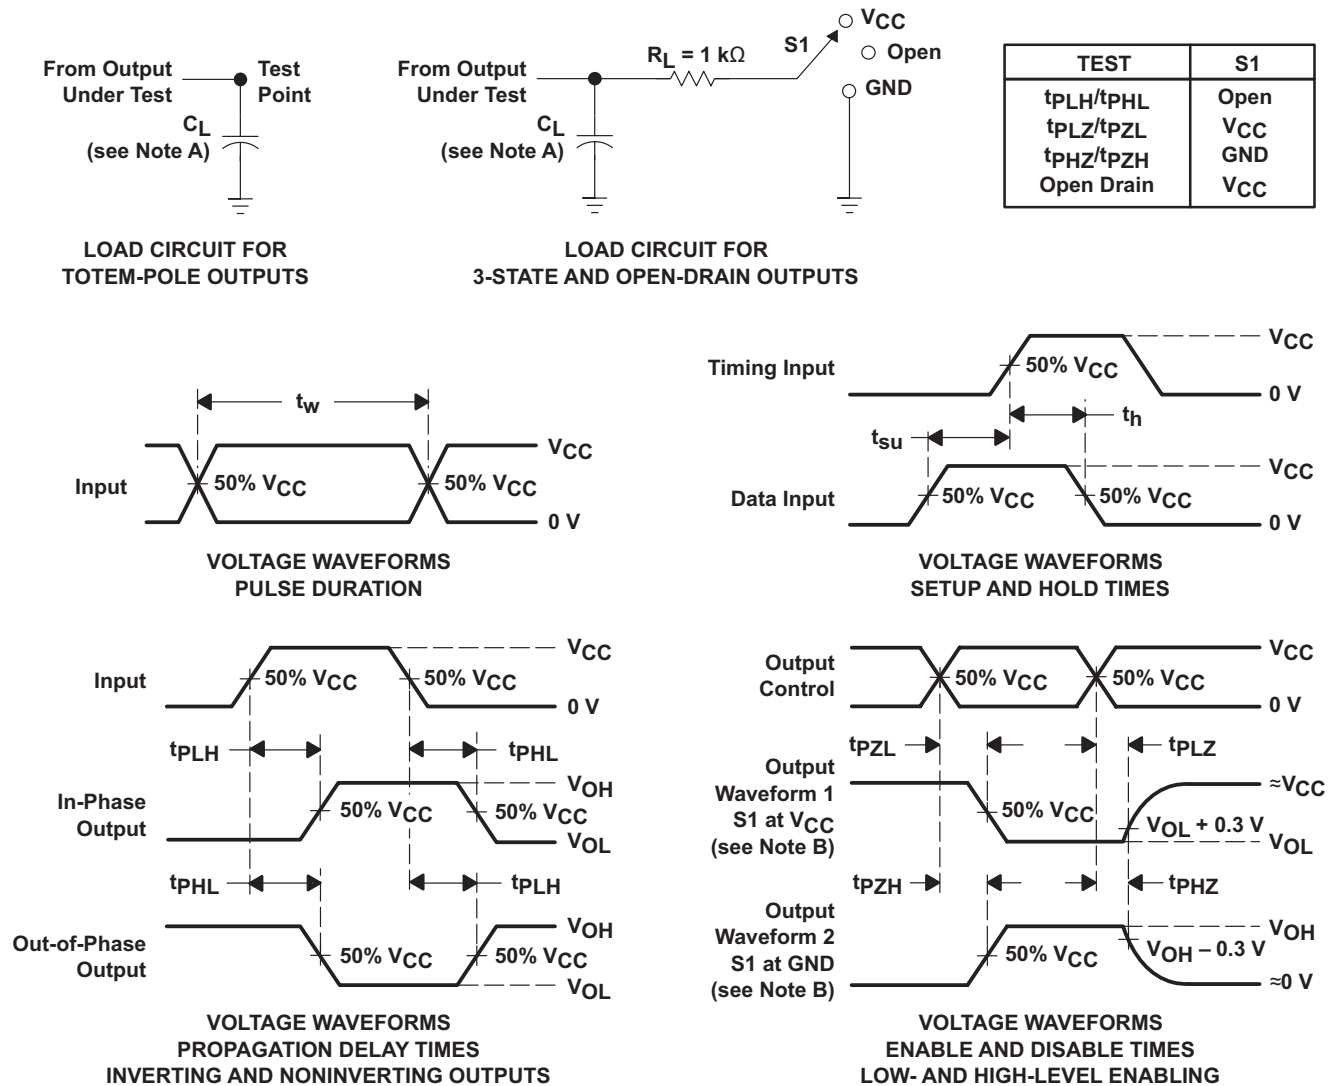 From Output
Under Test
Test
Point
CL
(see Note A)
LOAD CIRCUIT FOR
TOTEM-POLE OUTPUTS
From Output
Under Test
RL = 1 kΩ
S1
VCC
Open
GND
CL
(see Note A)
LOAD CIRCUIT FOR
3-STATE AND OPEN-DRAIN OUTPUTS
TEST S1
tPLH/tPHL Open
tPLZ/tPZL VCC
tPHZ/tPZH GND
Open Drain VCC
tw
Input
50% VCC
50% VCC
VCC
0 V
VOLTAGE WAVEFORMS
PULSE DURATION
Timing Input
50% VCC
VCC
0 V
tsu
th
Data Input
50% VCC
50% VCC
VCC
0 V
VOLTAGE WAVEFORMS
SETUP AND HOLD TIMES
Input
50% VCC
50% VCC
VCC
0 V
tPLH
tPHL
In-Phase
Output
50% VCC
50% VCC
VOH
VOL
tPHL
tPLH
Out-of-Phase
Output
50% VCC
50% VCC
VOH
VOL
VOLTAGE WAVEFORMS
PROPAGATION DELAY TIMES
INVERTING AND NONINVERTING OUTPUTS
Output
Control
50% VCC
50% VCC
VCC
0 V
tPZL
tPLZ
Output
Waveform 1
S1 at VCC
(see Note B)
50% VCC
VOL + 0.3 V
≈VCC
VOL
tPZH
tPHZ
Output
Waveform 2
S1 at GND
(see Note B)
50% VCC
VOH − 0.3 V
VOH
≈0 V
VOLTAGE WAVEFORMS
ENABLE AND DISABLE TIMES
LOW- AND HIGH-LEVEL ENABLING